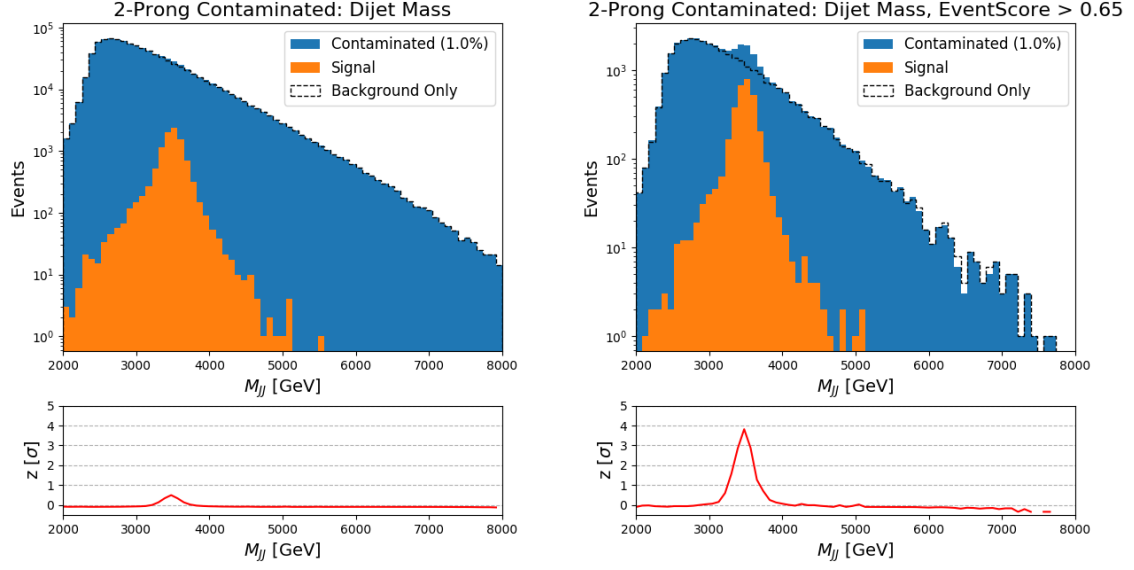 2-Prong Contaminated: Dijet Mass
10^5
10^4
10^3
10^2
10^1
10^0
Events
Contaminated (1.0%)
Signal
Background Only
2000 3000 4000 5000 6000 7000 8000
M_JJ [GeV]
5
4
3
2
1
0
z [σ]
2000 3000 4000 5000 6000 7000 8000
M_JJ [GeV]
2-Prong Contaminated: Dijet Mass, EventScore > 0.65
10^3
10^2
10^1
10^0
Events
Contaminated (1.0%)
Signal
Background Only
2000 3000 4000 5000 6000 7000 8000
M_JJ [GeV]
5
4
3
2
1
0
z [σ]
2000 3000 4000 5000 6000 7000 8000
M_JJ [GeV]